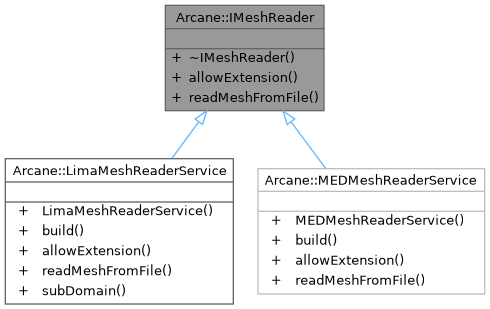 Arcane::IMeshReader
+ ~IMeshReader()
+ allowExtension()
+ readMeshFromFile()
Arcane::LimaMeshReaderService
+ LimaMeshReaderService()
+ build()
+ allowExtension()
+ readMeshFromFile()
+ subDomain()
Arcane::MEDMeshReaderService
+ MEDMeshReaderService()
+ build()
+ allowExtension()
+ readMeshFromFile()